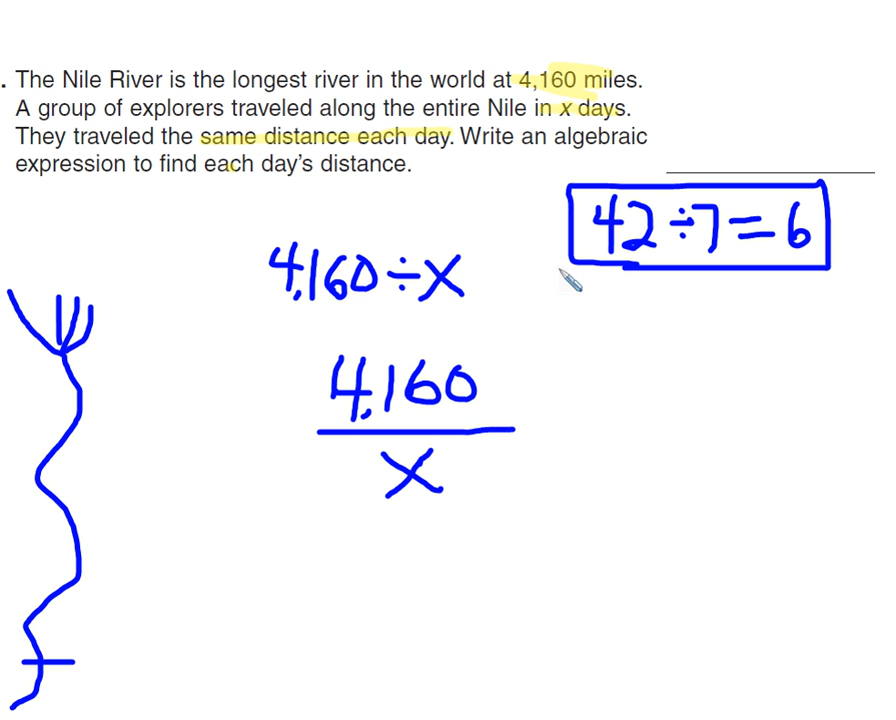 . The Nile River is the longest river in the world at 4,160 miles.
A group of explorers traveled along the entire Nile in x days.
They traveled the same distance each day. Write an algebraic
expression to find each day's distance.
42÷7=6
4,160÷x
4,160
x